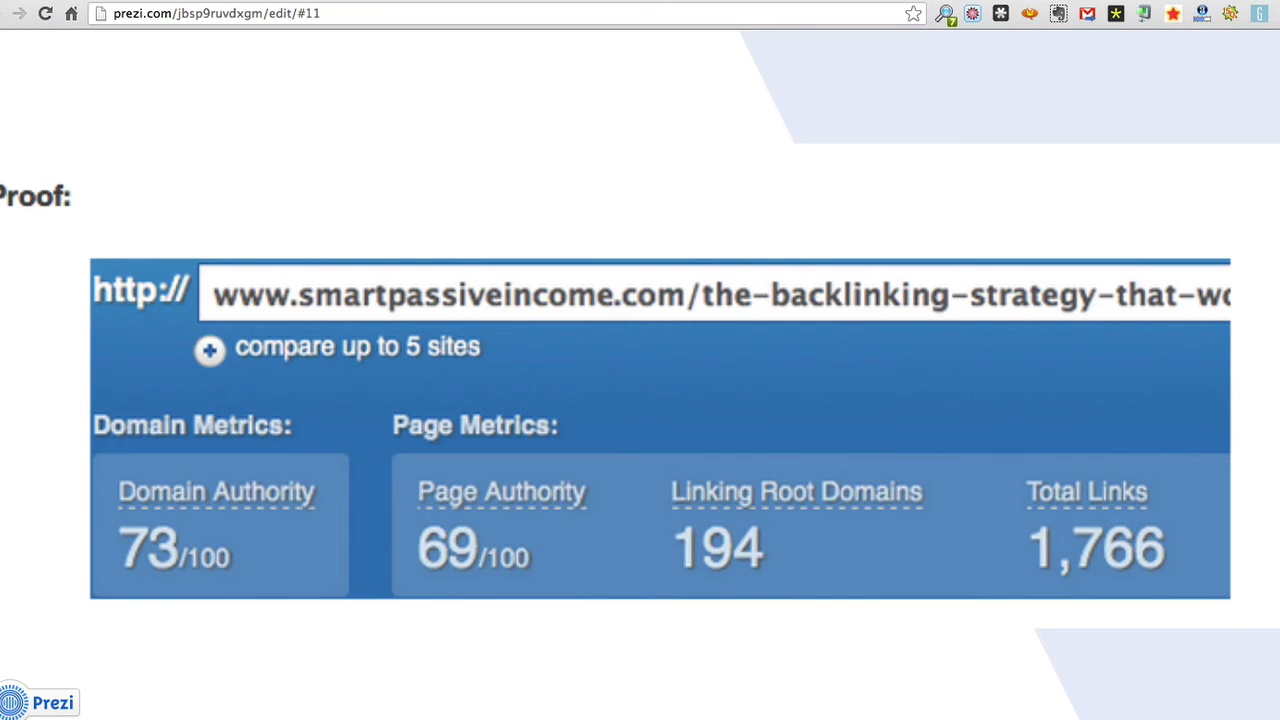 prezi.com/jbsp9ruvdxgm/edit/#11
7
Proof:
http://
www.smartpassiveincome.com/the-backlinking-strategy-that-wo
compare up to 5 sites
Domain Metrics:
Page Metrics:
Domain Authority
Page Authority
Linking Root Domains
Total Links
73/100
69/100
194
1,766
Prezi